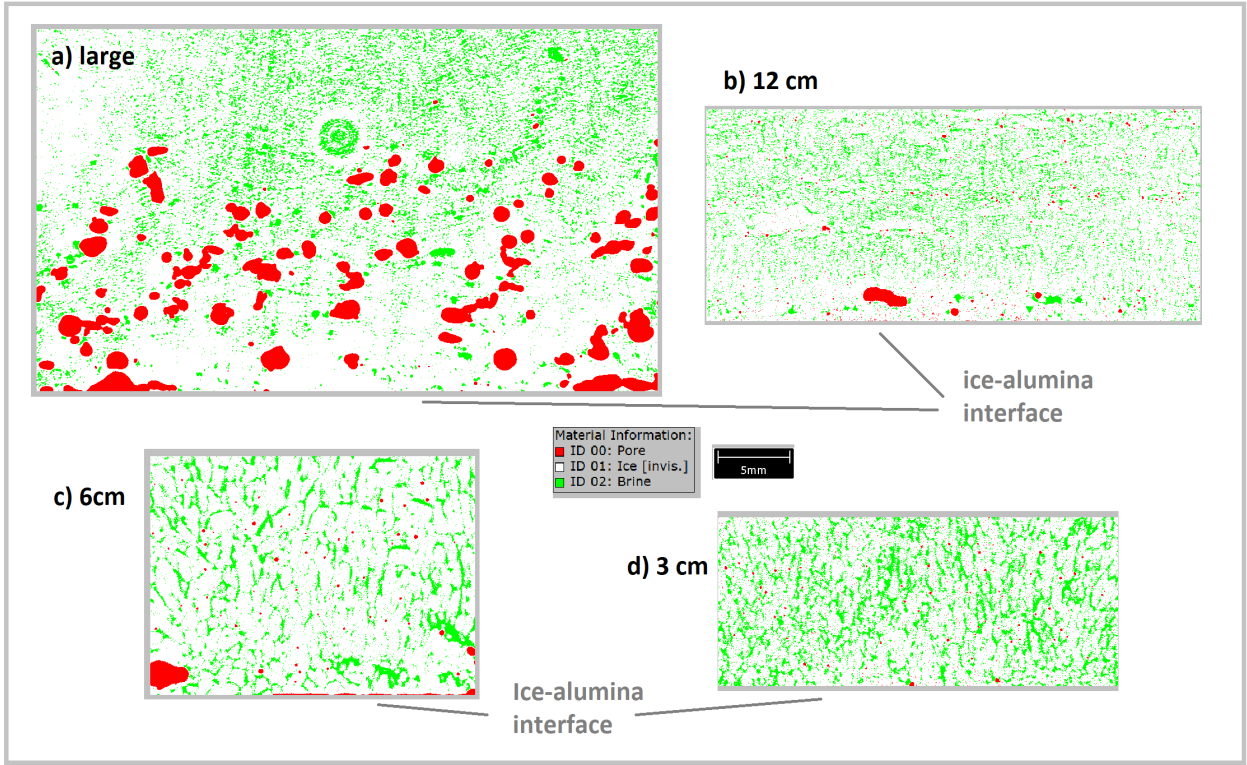 a) large
b) 12 cm
ice-alumina
interface
Material Information:
ID 00: Pore
ID 01: Ice [invis.]
ID 02: Brine
5mm
c) 6cm
d) 3 cm
Ice-alumina
interface